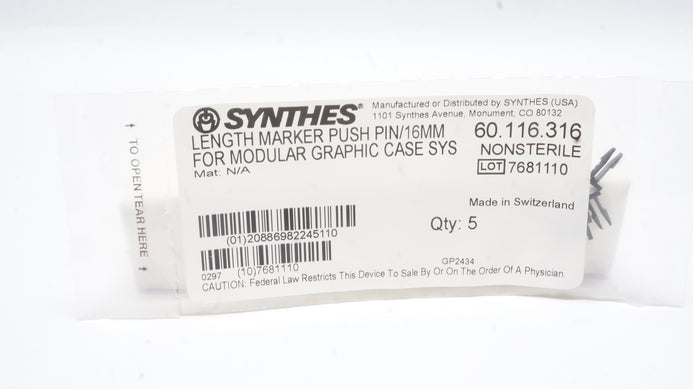 SYNTHES®
Manufactured or Distributed by SYNTHES (USA)
1101 Synthes Avenue, Monument, CO 80132
LENGTH MARKER PUSH PIN/16MM
FOR MODULAR GRAPHIC CASE SYS
Mat: N/A
60.116.316
NONSTERILE
LOT 7681110
Made in Switzerland
Qty: 5
(01)20886982245110
0297 (10)7681110
GP2434
CAUTION: Federal Law Restricts This Device To Sale By Or On The Order Of A Physician.
TO OPEN TEAR HERE